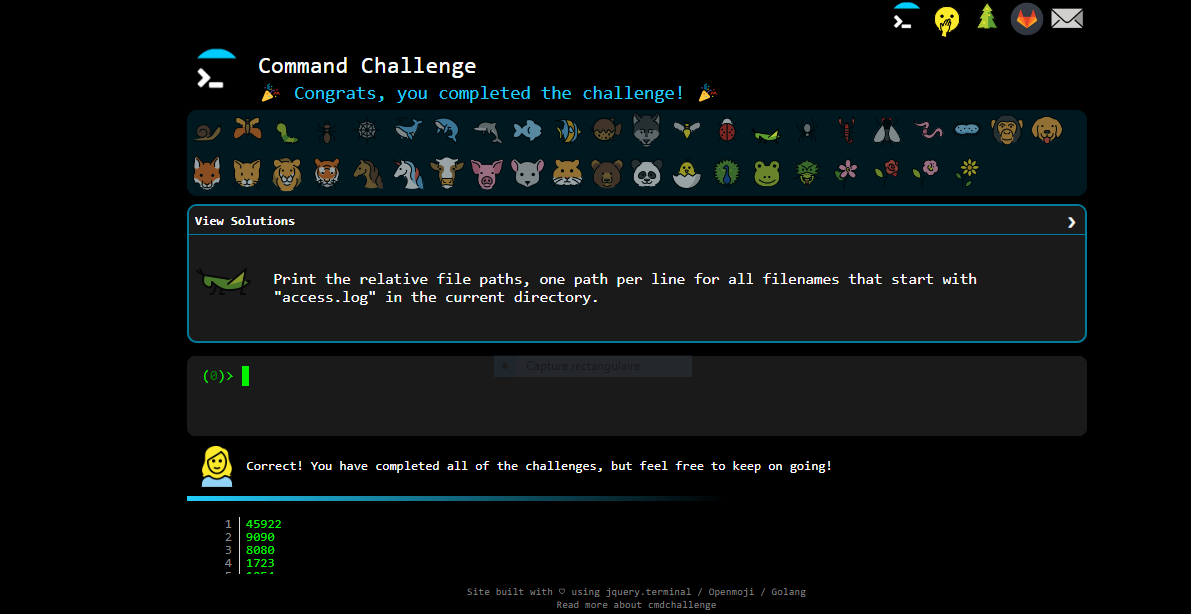 Command Challenge
Congrats, you completed the challenge!
View Solutions
Print the relative file paths, one path per line for all filenames that start with
"access.log" in the current directory.
(0)>
Capture rectangulaire
Correct! You have completed all of the challenges, but feel free to keep on going!
1 45922
2 9090
3 8080
4 1723
Site built with ♡ using jquery.terminal / Openmoji / Golang
Read more about cmdchallenge